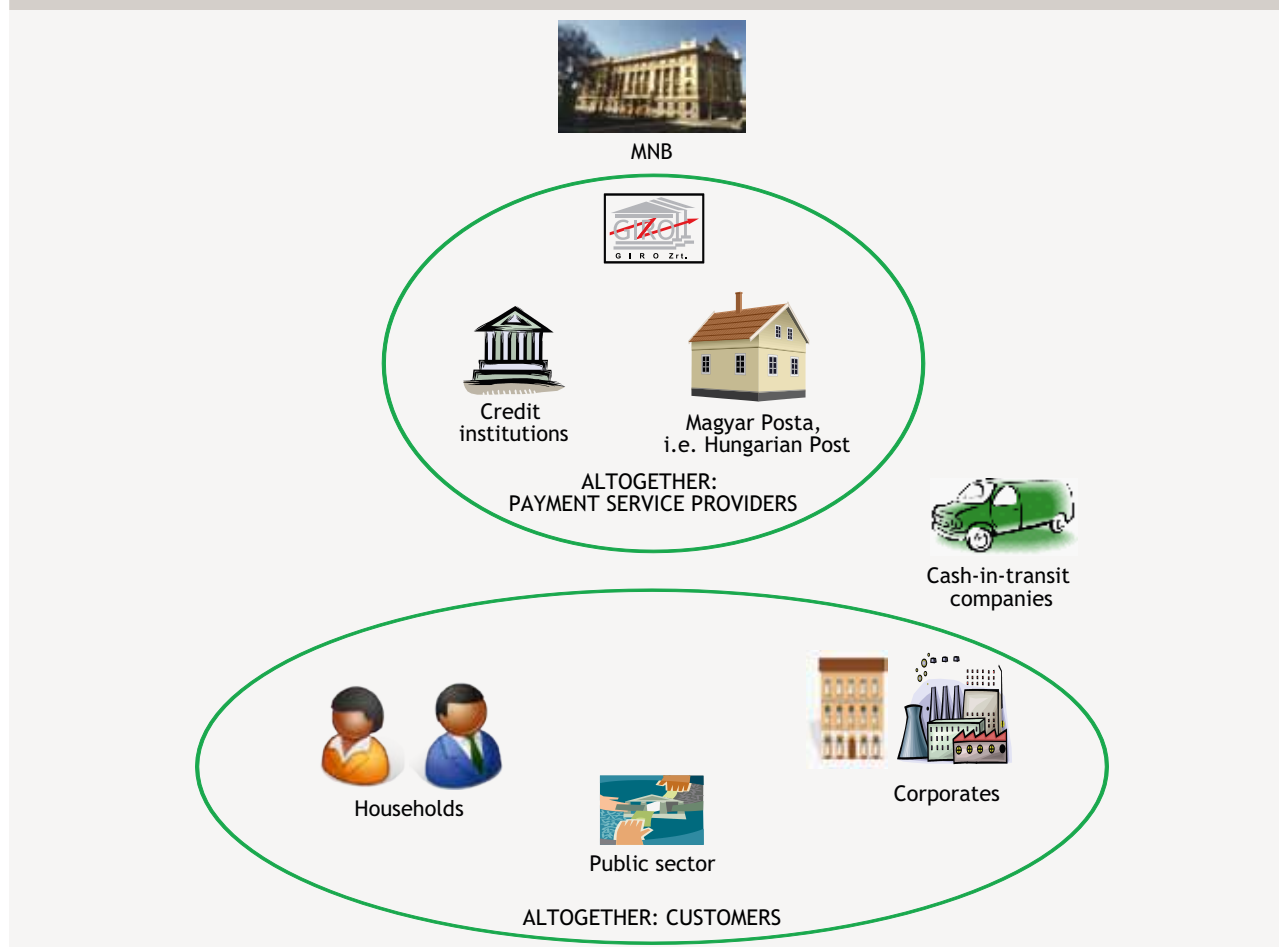 MNB
GIRO
GIRO Zrt.
Credit
institutions
Magyar Posta,
i.e. Hungarian Post
ALTOGETHER:
PAYMENT SERVICE PROVIDERS
Cash-in-transit
companies
Households
Corporates
Public sector
ALTOGETHER: CUSTOMERS